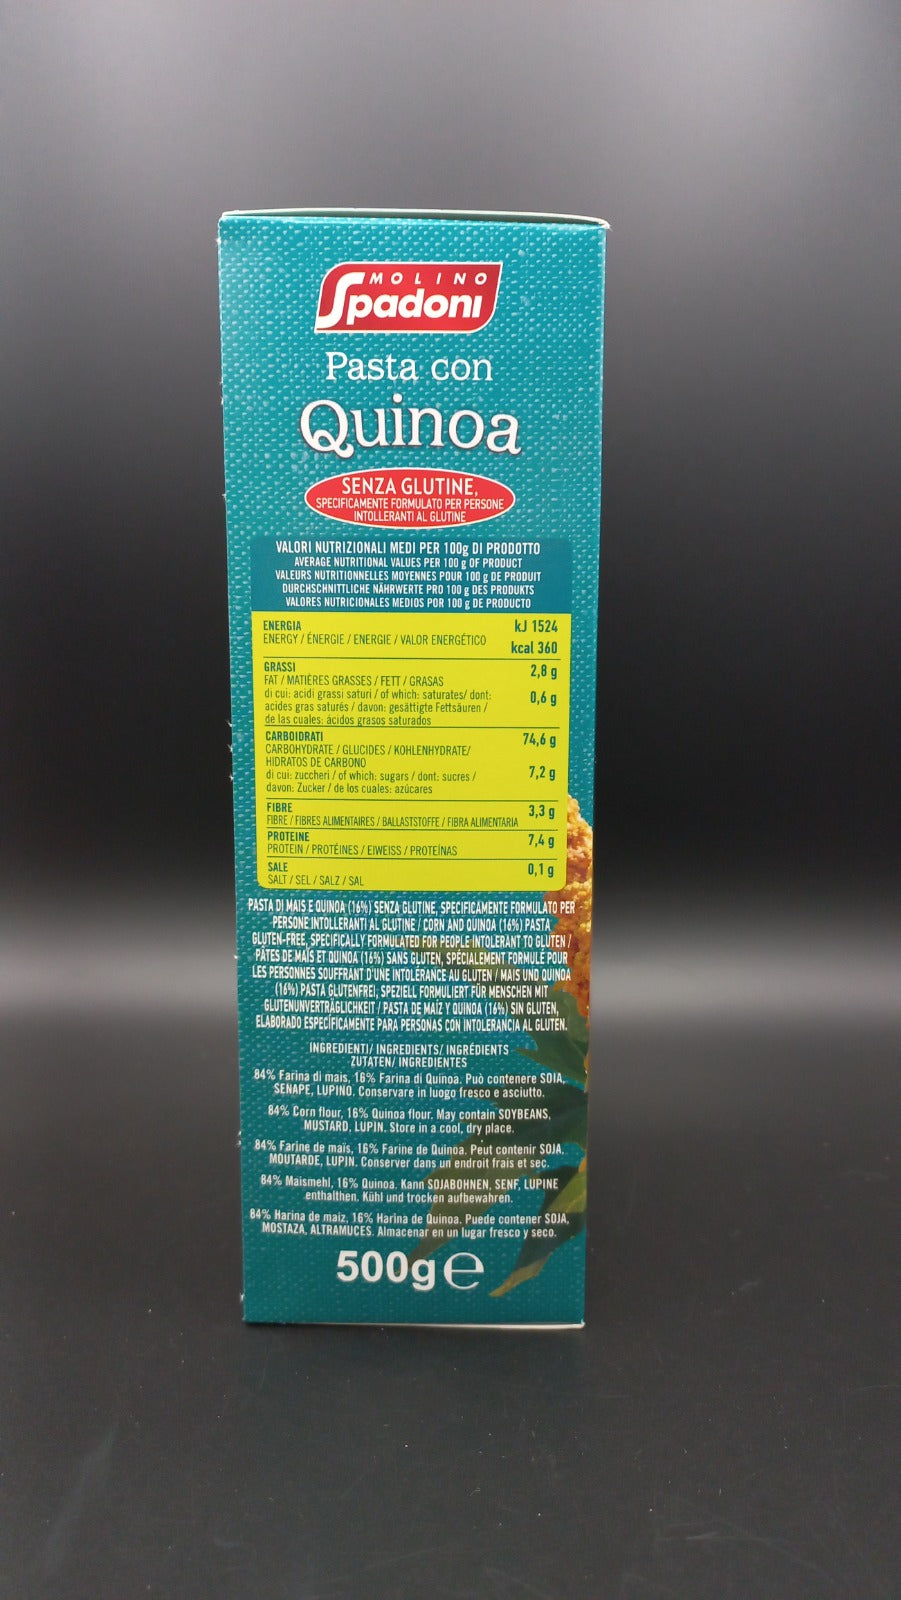 MOLINO
Spadoni
Pasta con
Quinoa
SENZA GLUTINE,
SPECIFICAMENTE FORMULATO PER PERSONE
INTOLLERANTI AL GLUTINE
VALORI NUTRIZIONALI MEDI PER 100g DI PRODOTTO
AVERAGE NUTRITIONAL VALUES PER 100 g OF PRODUCT
VALEURS NUTRITIONNELLES MOYENNES POUR 100 g DE PRODUIT
DURCHSCHNITTLICHE NÄHRWERTE PRO 100 g DES PRODUKTS
VALORES NUTRICIONALES MEDIOS POR 100 g DE PRODUCTO
ENERGIA kJ 1524
ENERGY / ÉNERGIE / ENERGIE / VALOR ENERGÉTICO kcal 360
GRASSI 2,8 g
FAT / MATIÈRES GRASSES / FETT / GRASAS
di cui: acidi grassi saturi / of which: saturates/ dont: 0,6 g
acides gras saturés / davon: gesättigte Fettsäuren /
de las cuales: ácidos grasos saturados
CARBOIDRATI 74,6 g
CARBOHYDRATE / GLUCIDES / KOHLENHYDRATE/
HIDRATOS DE CARBONO
di cui: zuccheri / of which: sugars / dont: sucres / 7,2 g
davon: Zucker / de los cuales: azúcares
FIBRE 3,3 g
FIBRE / FIBRES ALIMENTAIRES / BALLASTSTOFFE / FIBRA ALIMENTARIA
PROTEINE 7,4 g
PROTEIN / PROTÉINES / EIWEISS / PROTEÍNAS
SALE 0,1 g
SALT / SEL / SALZ / SAL
PASTA DI MAIS E QUINOA (16%) SENZA GLUTINE, SPECIFICAMENTE FORMULATO PER
PERSONE INTOLLERANTI AL GLUTINE / CORN AND QUINOA (16%) PASTA
GLUTEN-FREE, SPECIFICALLY FORMULATED FOR PEOPLE INTOLERANT TO GLUTEN /
PÂTES DE MAÏS ET QUINOA (16%) SANS GLUTEN, SPÉCIALEMENT FORMULÉ POUR
LES PERSONNES SOUFFRANT D'UNE INTOLÉRANCE AU GLUTEN / MAIS UND QUINOA
(16%) PASTA GLUTENFREI, SPEZIELL FORMULIERT FÜR MENSCHEN MIT
GLUTENUNVERTRÄGLICHKEIT / PASTA DE MAÍZ Y QUINOA (16%) SIN GLUTEN,
ELABORADO ESPECÍFICAMENTE PARA PERSONAS CON INTOLERANCIA AL GLUTEN.
INGREDIENTI/ INGREDIENTS/ INGRÉDIENTS
ZUTATEN/ INGREDIENTES
84% Farina di mais, 16% Farina di Quinoa. Può contenere SOIA,
SENAPE, LUPINO. Conservare in luogo fresco e asciutto.
84% Corn flour, 16% Quinoa flour. May contain SOYBEANS,
MUSTARD, LUPIN. Store in a cool, dry place.
84% Farine de maïs, 16% Farine de Quinoa. Peut contenir SOJA,
MOUTARDE, LUPIN. Conserver dans un endroit frais et sec.
84% Maismehl, 16% Quinoa. Kann SOJABOHNEN, SENF, LUPINE
enthalthen. Kühl und trocken aufbewahren.
84% Harina de maiz, 16% Harina de Quinoa. Puede contener SOJA,
MOSTAZA, ALTRAMUCES. Almacenar en un lugar fresco y seco.
500g e